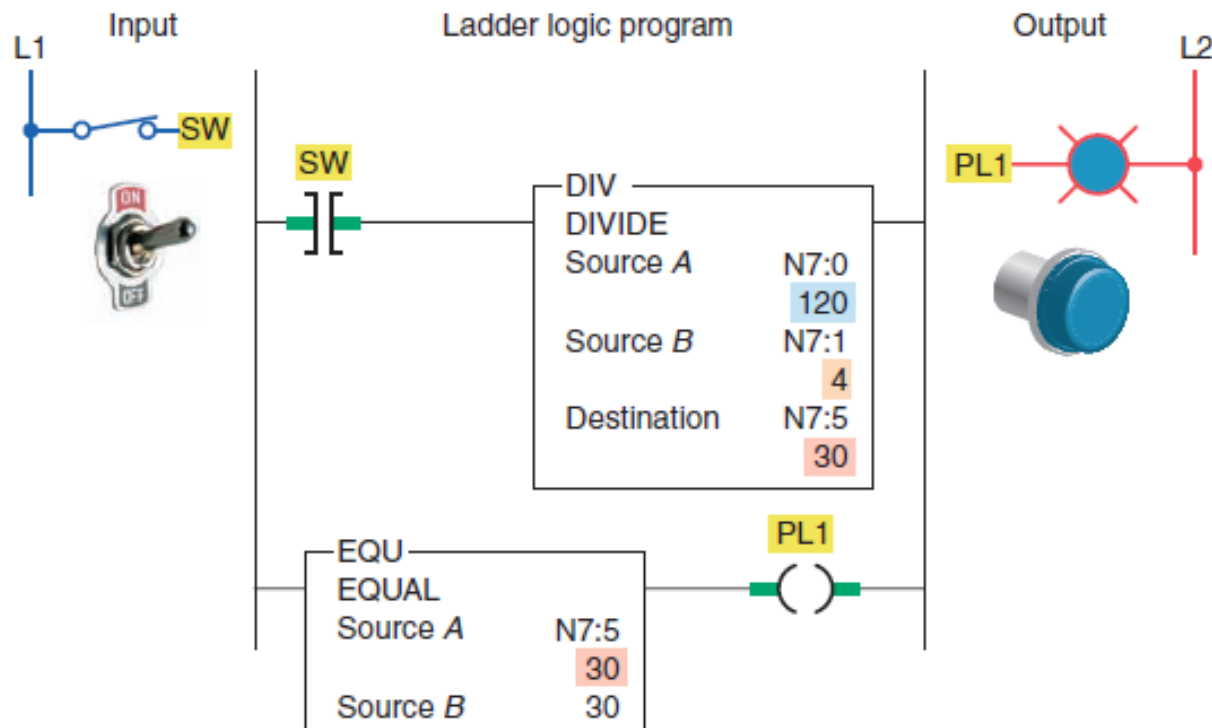 Input Ladder logic program Output
L1 L2
SW
PL1
ON
OFF
SW
DIV
DIVIDE
Source A N7:0
120
Source B N7:1
4
Destination N7:5
30
PL1
EQU
EQUAL
Source A N7:5
30
Source B 30